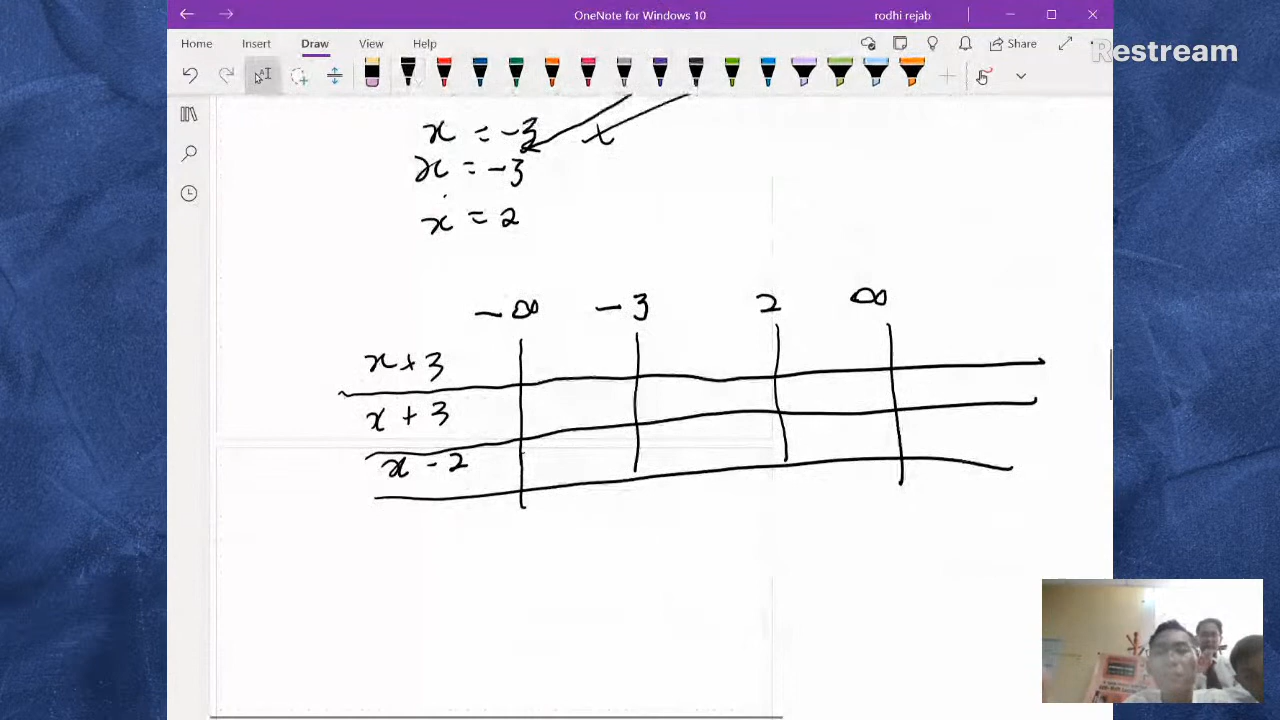 OneNote for Windows 10
rodhi rejab
Home Insert Draw View Help
Share
Restream
x = -3
x = -3
x = 2
-∞ -3 2 ∞
x + 3
x + 3
x - 2